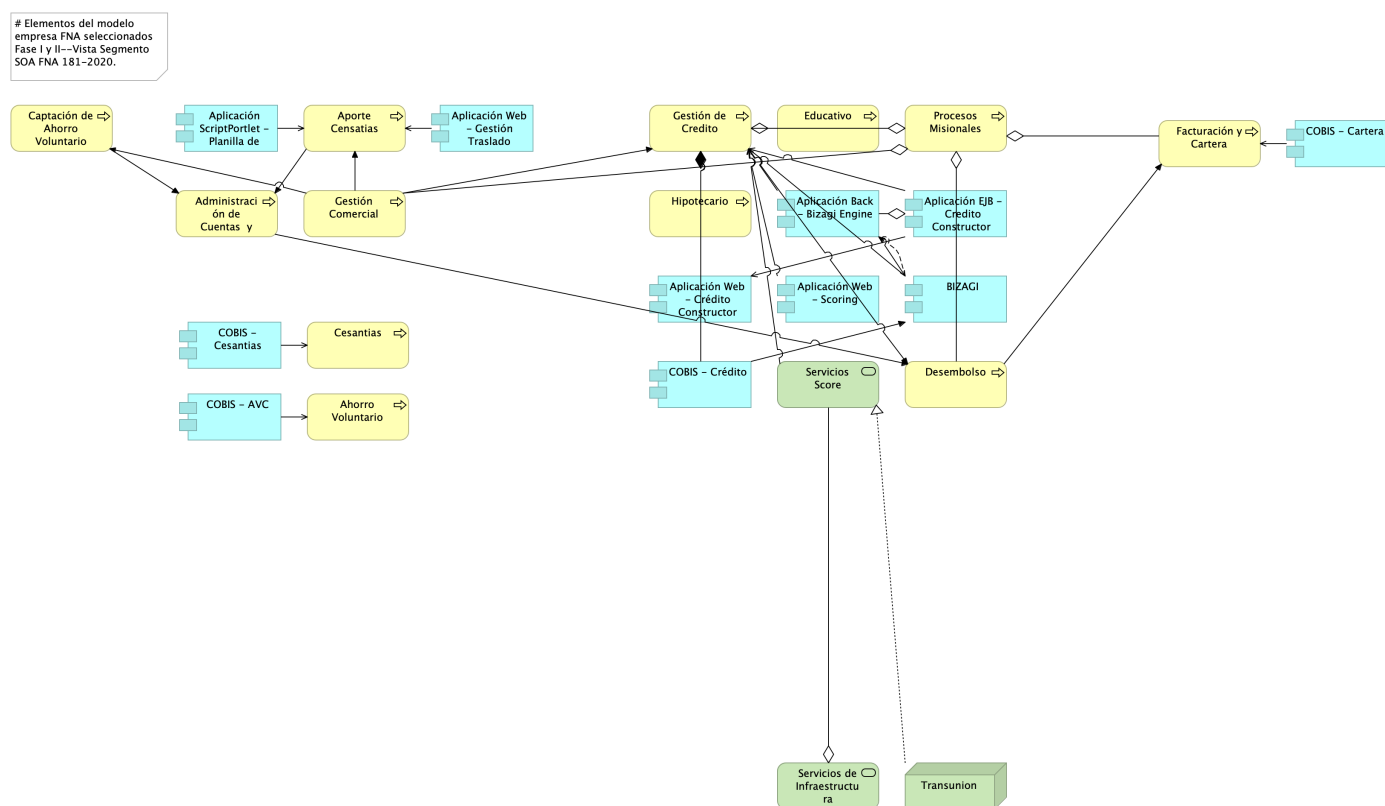 # Elementos del modelo
empresa FNA seleccionados
Fase I y II--Vista Segmento
SOA FNA 181-2020.
Captación de
Ahorro
Voluntario
Aplicación
ScriptPortlet -
Planilla de
Aporte
Censatias
Aplicación Web
- Gestión
Traslado
Gestión de
Credito
Educativo
Procesos
Misionales
Facturación y
Cartera
COBIS - Cartera
Administraci
ón de
Cuentas y
Gestión
Comercial
Hipotecario
Aplicación Back
- Bizagi Engine
Aplicación EJB -
Credito
Constructor
Aplicación Web
- Crédito
Constructor
Aplicación Web
- Scoring
BIZAGI
COBIS -
Cesantias
Cesantias
COBIS - Crédito
Servicios
Score
Desembolso
COBIS - AVC
Ahorro
Voluntario
Servicios de
Infraestructu
ra
Transunion